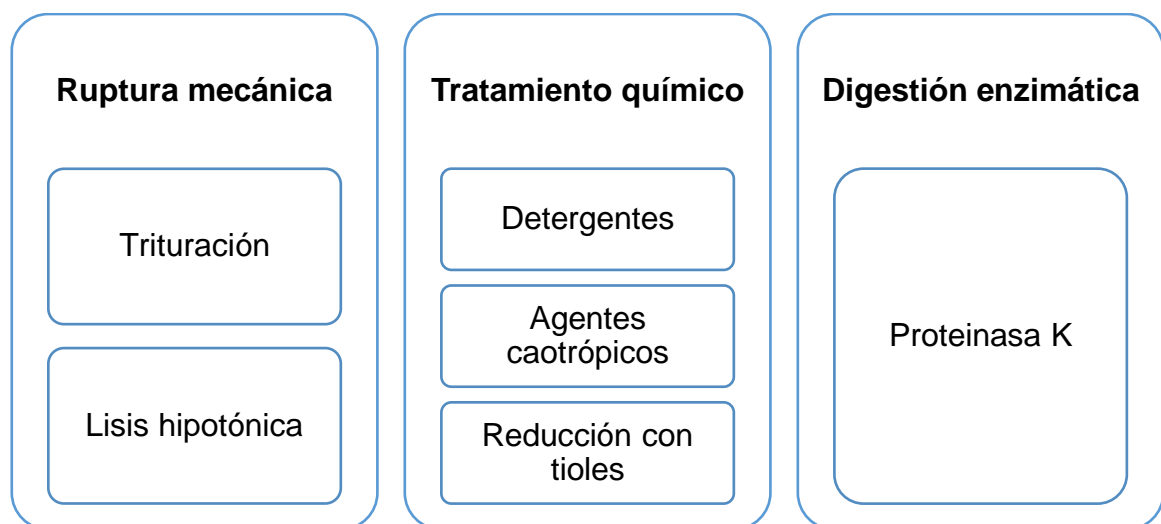 Ruptura mecánica
Trituración
Lisis hipotónica
Tratamiento químico
Detergentes
Agentes
caotrópicos
Reducción con
tioles
Digestión enzimática
Proteinasa K